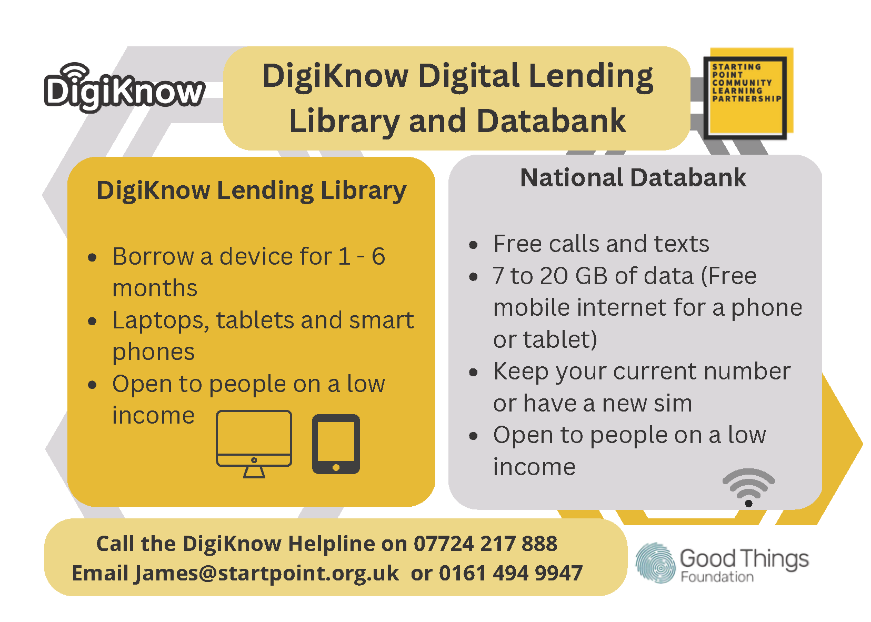 DigiKnow
DigiKnow Digital Lending
Library and Databank
STARTING
POINT
COMMUNITY
LEARNING
PARTNERSHIP
DigiKnow Lending Library
• Borrow a device for 1 - 6
months
• Laptops, tablets and smart
phones
• Open to people on a low
income
National Databank
• Free calls and texts
• 7 to 20 GB of data (Free
mobile internet for a phone
or tablet)
• Keep your current number
or have a new sim
• Open to people on a low
income
Call the DigiKnow Helpline on 07724 217 888
Email James@startpoint.org.uk or 0161 494 9947
Good Things
Foundation